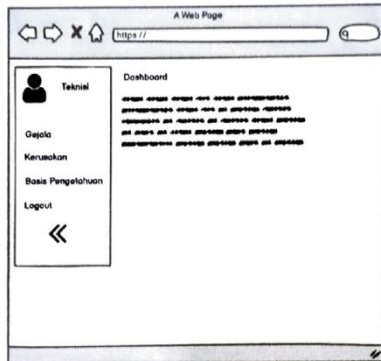 A Web Page
https://
Teknisi
Gejala
Kerusakan
Basis Pengetahuan
Logout
Dashboard